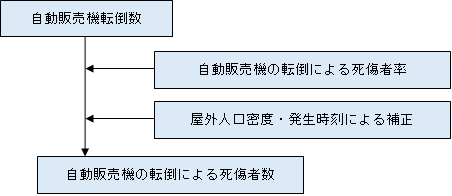 自動販売機転倒数
自動販売機の転倒による死傷者率
屋外人口密度・発生時刻による補正
自動販売機の転倒による死傷者数